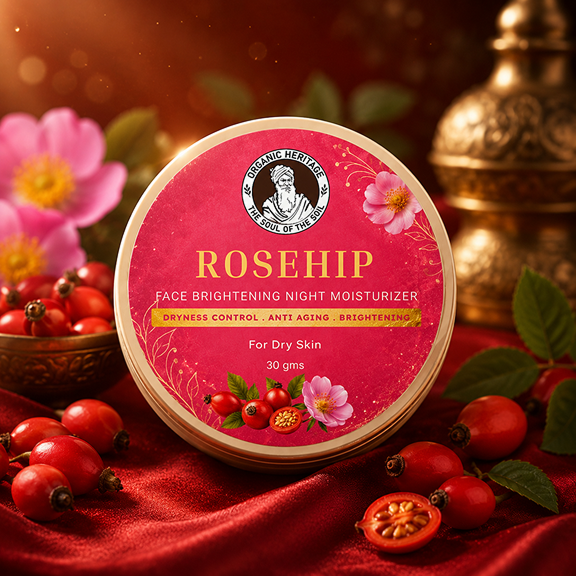 ORGANIC HERITAGE
THE SOUL OF THE SOIL
ROSEHIP
FACE BRIGHTENING NIGHT MOISTURIZER
DRYNESS CONTROL . ANTI AGING . BRIGHTENING
For Dry Skin
30 gms